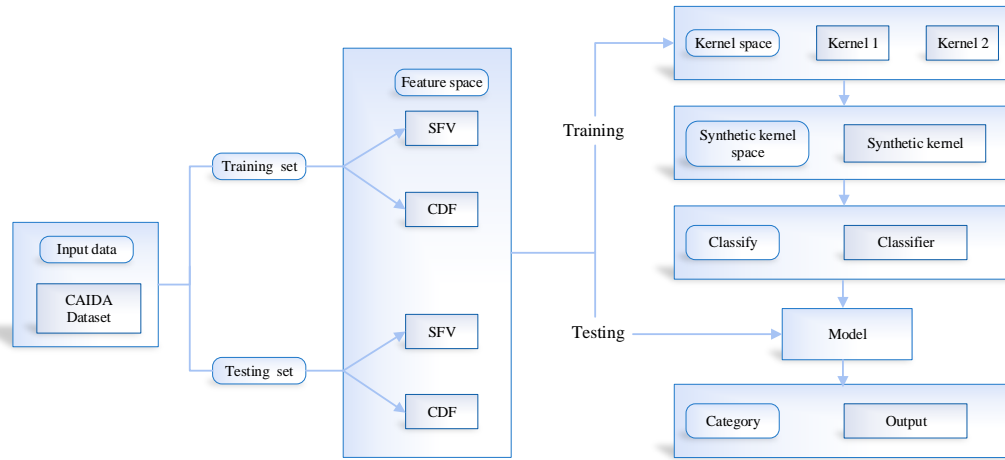 Input data
CAIDA
Dataset
Training set
Testing set
Feature space
SFV
CDF
SFV
CDF
Training
Testing
Kernel space
Kernel 1
Kernel 2
Synthetic kernel
space
Synthetic kernel
Classify
Classifier
Model
Category
Output